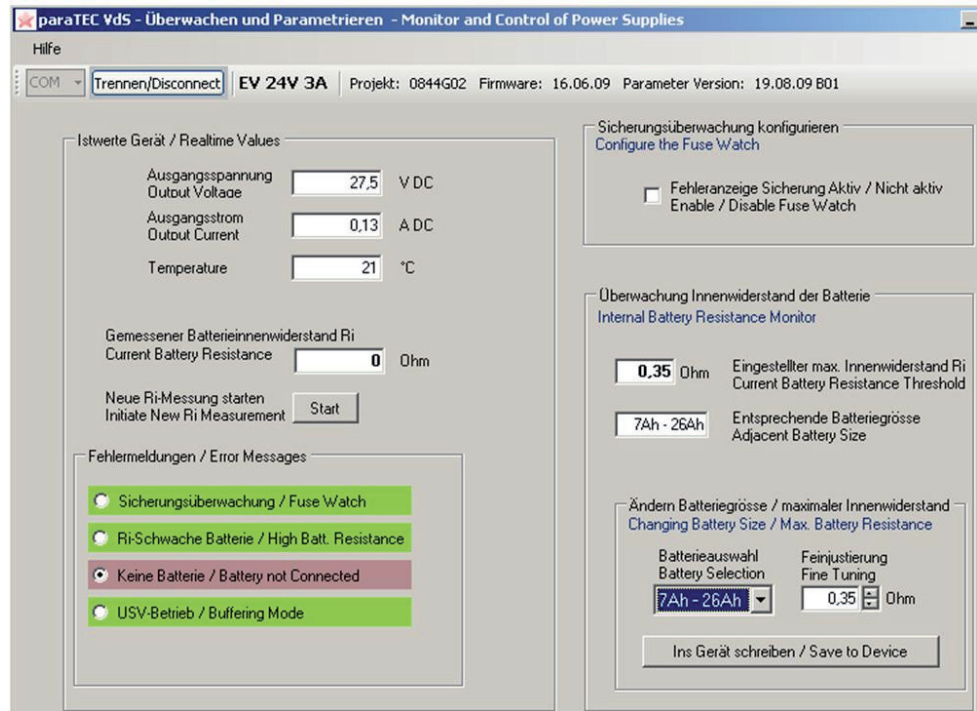 paraTEC VdS - Überwachen und Parametrieren - Monitor and Control of Power Supplies
Hilfe
COM Trennen/Disconnect EV 24V 3A Projekt: 0844G02 Firmware: 16.06.09 Parameter Version: 19.08.09 B01
Istwerte Gerät / Realtime Values
Ausgangsspannung
Output Voltage
27,5 V DC
Ausgangsstrom
Output Current
0,13 A DC
Temperature 21 °C
Gemessener Batterieinnenwiderstand Ri
Current Battery Resistance 0 Ohm
Neue Ri-Messung starten
Initiate New Ri Measurement
Start
Fehlermeldungen / Error Messages
Sicherungsüberwachung / Fuse Watch
Ri-Schwache Batterie / High Batt. Resistance
Keine Batterie / Battery not Connected
USV-Betrieb / Buffering Mode
Sicherungsüberwachung konfigurieren
Configure the Fuse Watch
Fehleranzeige Sicherung Aktiv / Nicht aktiv
Enable / Disable Fuse Watch
Überwachung Innenwiderstand der Batterie
Internal Battery Resistance Monitor
0,35 Ohm
Eingestellter max. Innenwiderstand Ri
Current Battery Resistance Threshold
7Ah - 26Ah
Entsprechende Batteriegrösse
Adjacent Battery Size
Ändern Batteriegrösse / maximaler Innenwiderstand
Changing Battery Size / Max. Battery Resistance
Batterieauswahl
Battery Selection
7Ah - 26Ah
Feinjustierung
Fine Tuning
0,35 Ohm
Ins Gerät schreiben / Save to Device